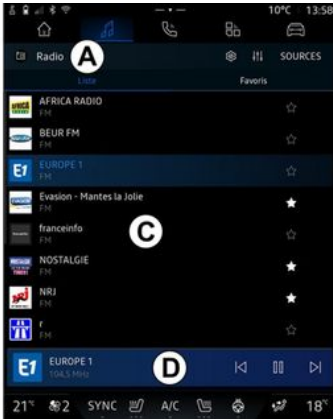 10°C 13:58
Radio A SOURCES
Liste Favoris
AFRICA RADIO
FM
BEUR FM
FM
E1 EUROPE 1
FM
Evasion - Mantes la Jolie
FM
franceinfo
FM
C
NOSTALGIE
FM
NRJ
FM
r
FM
E1 EUROPE 1
104,5 MHz
D
21° 2 SYNC A/C 18°